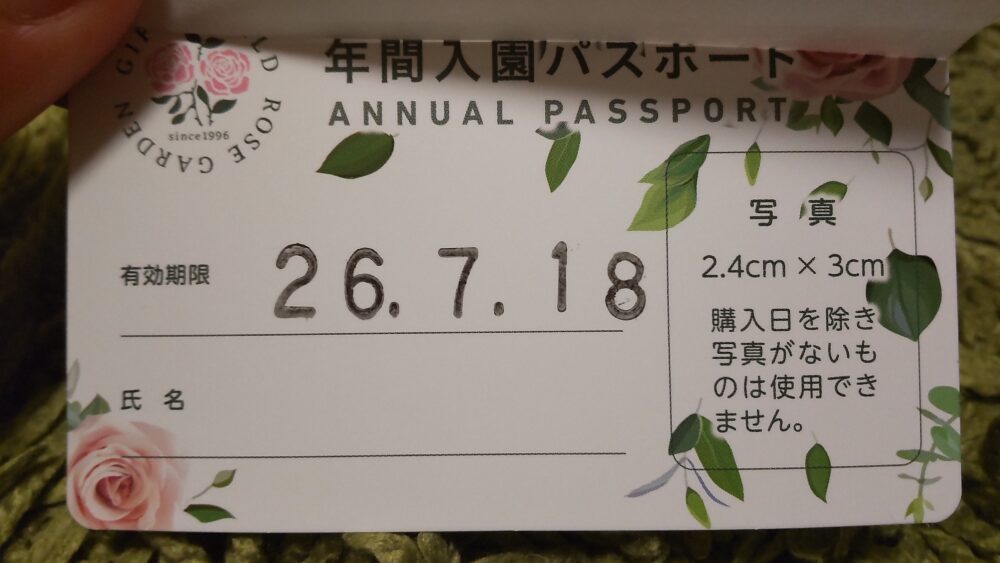 年間入園パスポート
ANNUAL PASSPORT
ROSE GARDEN
since1996
有効期限
26.7.18
氏名
写真
2.4cm × 3cm
購入日を除き
写真がないも
のは使用でき
ません。